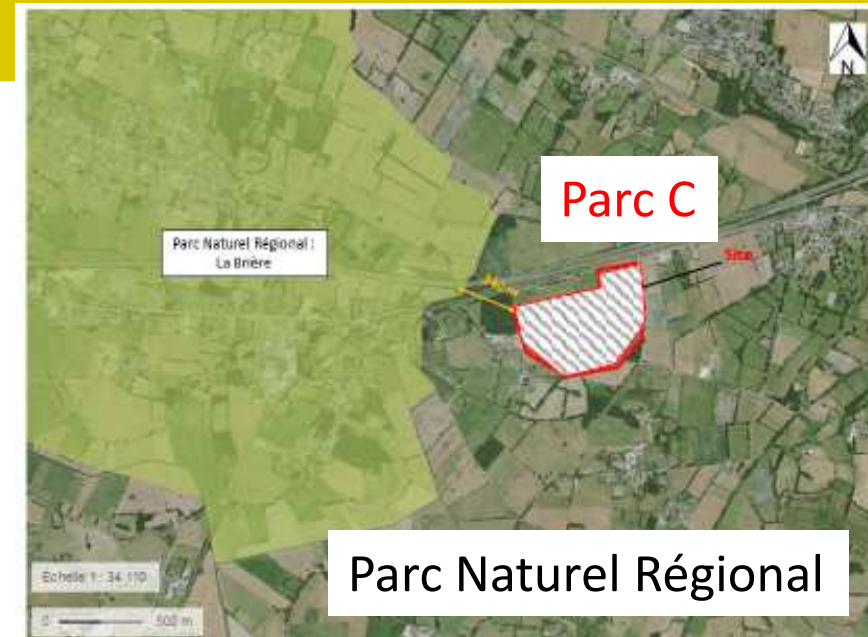 N
Parc C
Parc Naturel Régional :
La Brière
Site
Parc Naturel Régional
Echelle 1 : 34 110
0 500 m